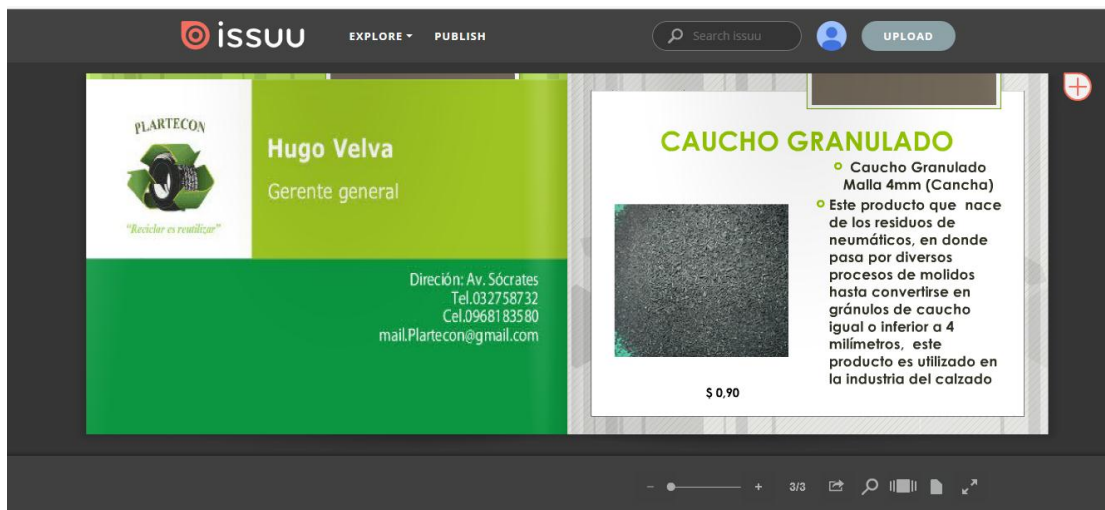 issuu
EXPLORE
PUBLISH
Search issuu
UPLOAD
PLARTECON
"Reciclar es reutilizar"
Hugo Velva
Gerente general
Direción: Av. Sócrates
Tel.032758732
Cel.0968183580
mail.Plartecon@gmail.com
CAUCHO GRANULADO
Caucho Granulado
Malla 4mm (Cancha)
Este producto que nace
de los residuos de
neumáticos, en donde
pasa por diversos
procesos de molidos
hasta convertirse en
gránulos de caucho
igual o inferior a 4
milímetros, este
producto es utilizado en
la industria del calzado
$ 0,90
3/3